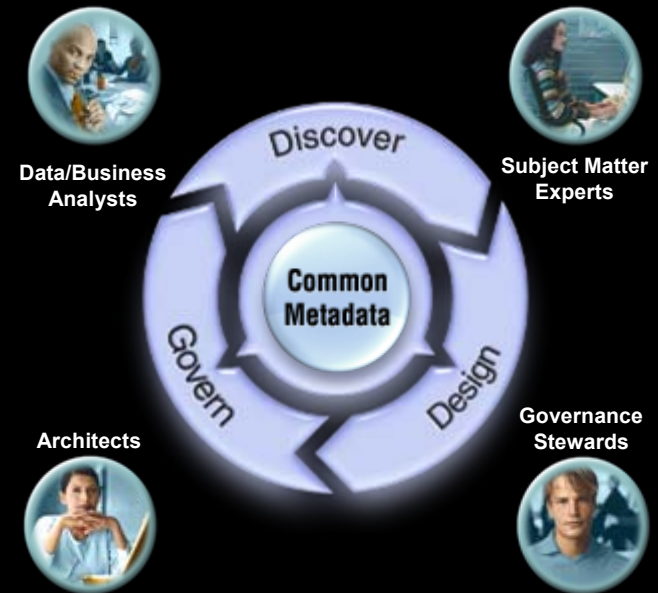 Discover
Data/Business
Analysts
Subject Matter
Experts
Common
Metadata
Govern
Design
Architects
Governance
Stewards